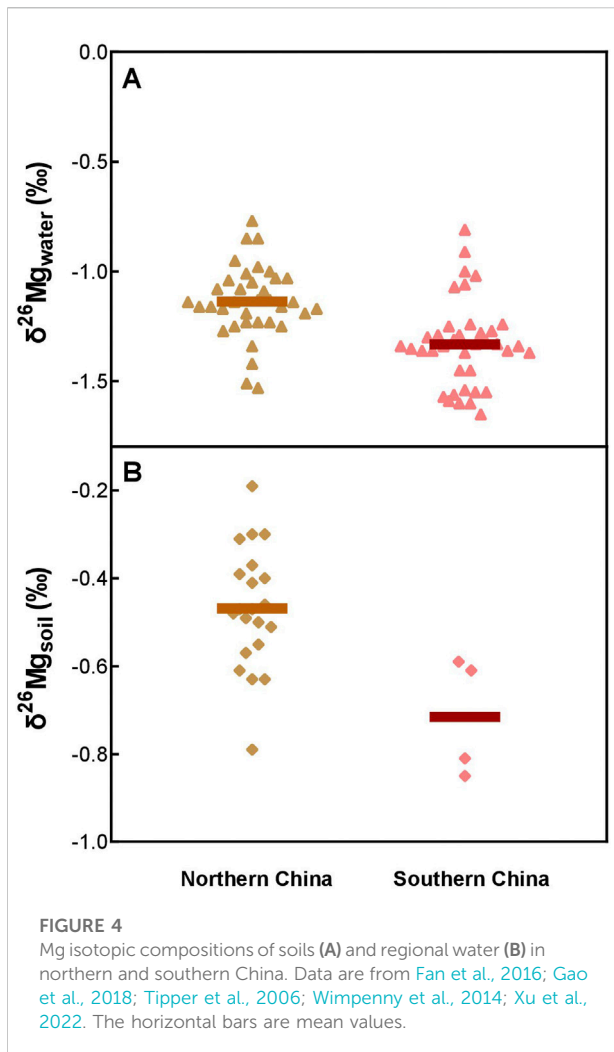 0.0
A
-0.5
-1.0
-1.5
δ²⁶Mgwater (‰)
B
-0.2
-0.4
-0.6
-0.8
-1.0
δ²⁶Mgsoil (‰)
Northern China
Southern China
FIGURE 4
Mg isotopic compositions of soils (A) and regional water (B) in
northern and southern China. Data are from Fan et al., 2016; Gao
et al., 2018; Tipper et al., 2006; Wimpenny et al., 2014; Xu et al.,
2022. The horizontal bars are mean values.